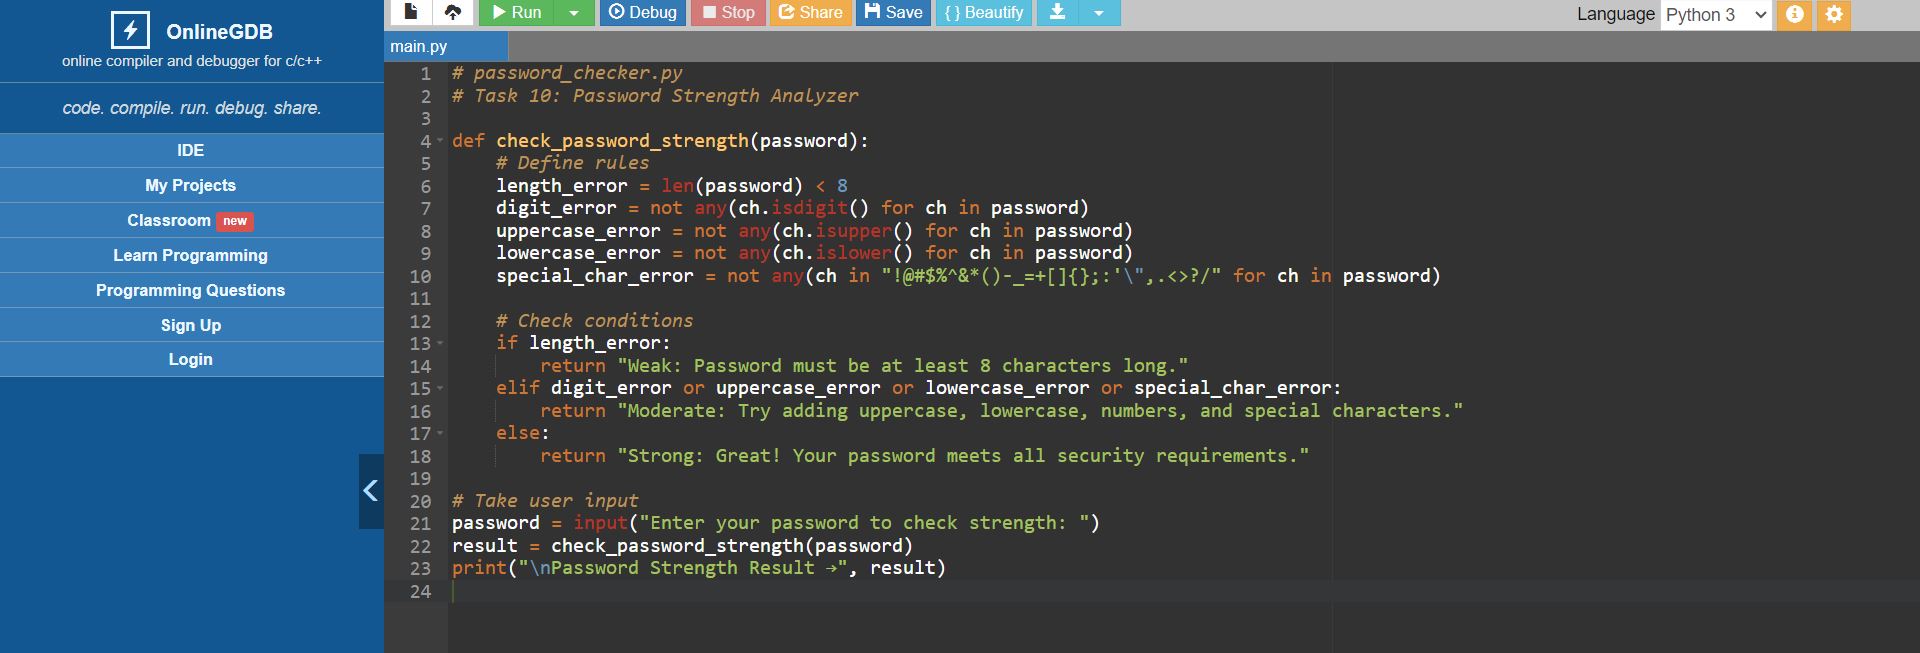 OnlineGDB
online compiler and debugger for c/c++
code. compile. run. debug. share.
IDE
My Projects
Classroom new
Learn Programming
Programming Questions
Sign Up
Login
Run Debug Stop Share Save { } Beautify
Language Python 3
main.py
1 # password_checker.py
2 # Task 10: Password Strength Analyzer
3
4 def check_password_strength(password):
5     # Define rules
6     length_error = len(password) < 8
7     digit_error = not any(ch.isdigit() for ch in password)
8     uppercase_error = not any(ch.isupper() for ch in password)
9     lowercase_error = not any(ch.islower() for ch in password)
10     special_char_error = not any(ch in "!@#$%^&*()-_=+[]{};:'\",.<>?/" for ch in password)
11
12     # Check conditions
13     if length_error:
14         return "Weak: Password must be at least 8 characters long."
15     elif digit_error or uppercase_error or lowercase_error or special_char_error:
16         return "Moderate: Try adding uppercase, lowercase, numbers, and special characters."
17     else:
18         return "Strong: Great! Your password meets all security requirements."
19
20 # Take user input
21 password = input("Enter your password to check strength: ")
22 result = check_password_strength(password)
23 print("\nPassword Strength Result →", result)
24